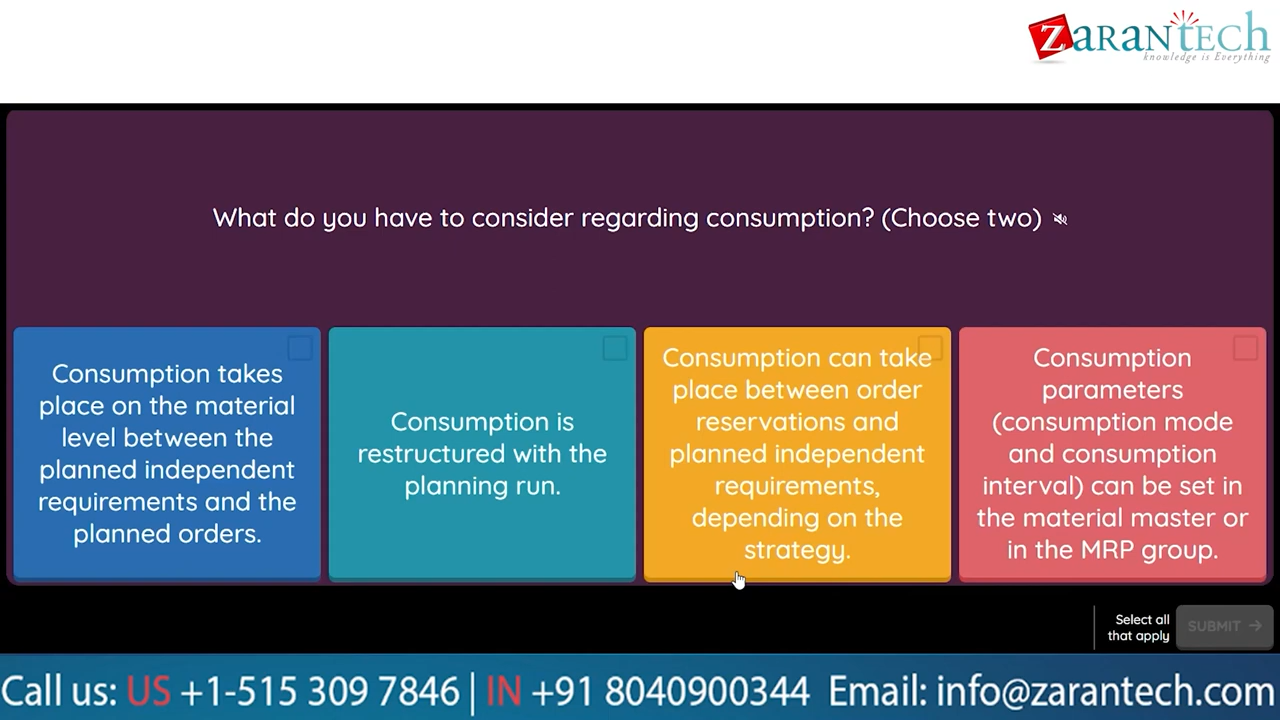 ZARANTECH
knowledge is Everything
What do you have to consider regarding consumption? (Choose two)
Consumption takes
place on the material
level between the
planned independent
requirements and the
planned orders.
Consumption is
restructured with the
planning run.
Consumption can take
place between order
reservations and
planned independent
requirements,
depending on the
strategy.
Consumption
parameters
(consumption mode
and consumption
interval) can be set in
the material master or
in the MRP group.
Select all
that apply
SUBMIT
Call us: US +1-515 309 7846 | IN +91 8040900344 Email: info@zarantech.com